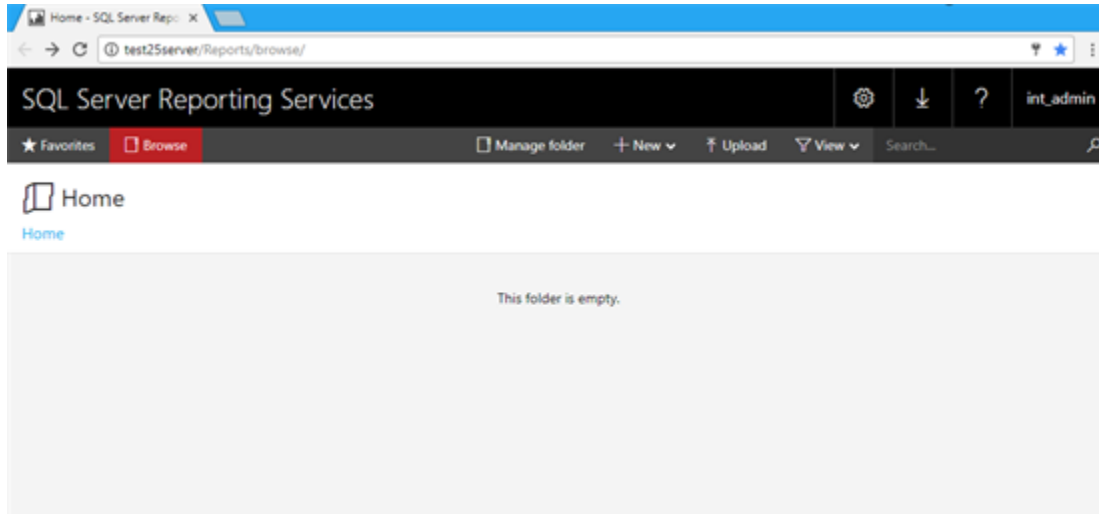 Home - SQL Server Repo
test25server/Reports/browse/
SQL Server Reporting Services
? int_admin
Favorites Browse Manage folder New Upload View Search...
Home
Home
This folder is empty.